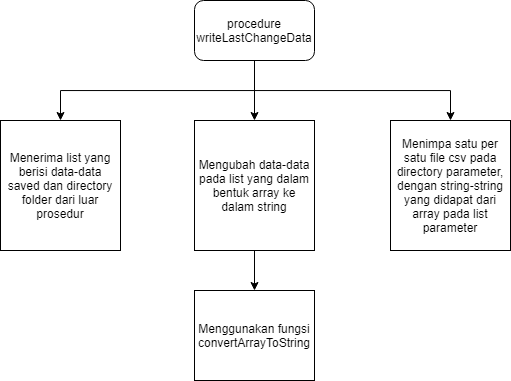 procedure
writeLastChangeData
Menerima list yang
berisi data-data
saved dan directory
folder dari luar
prosedur
Mengubah data-data
pada list yang dalam
bentuk array ke
dalam string
Menimpa satu per
satu file csv pada
directory parameter,
dengan string-string
yang didapat dari
array pada list
parameter
Menggunakan fungsi
convertArrayToString